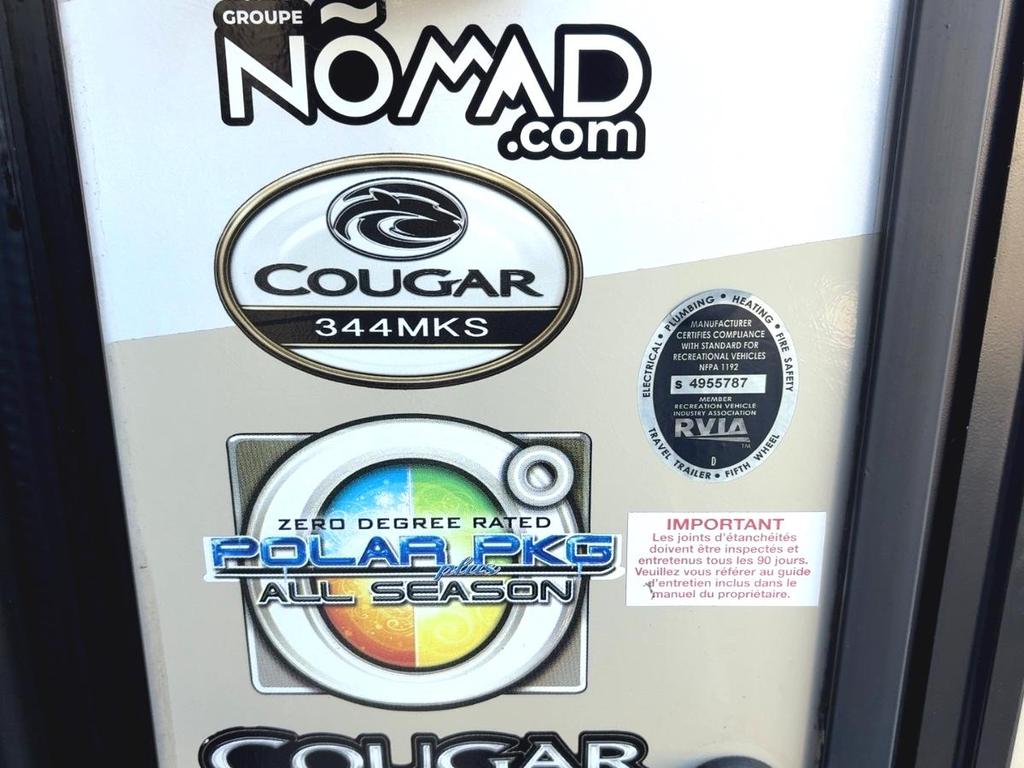 GROUPE
NOMAD
.com
COUGAR
344MKS
ELECTRICAL • PLUMBING • HEATING • FIRE SAFETY
MANUFACTURER
CERTIFIES COMPLIANCE
WITH STANDARD FOR
RECREATIONAL VEHICLES
NFPA 1192
S 4955787
MEMBER
RECREATION VEHICLE
INDUSTRY ASSOCIATION
RVIA
TM
D
TRAVEL TRAILER • FIFTH WHEEL
ZERO DEGREE RATED
POLAR PKG
plus
ALL SEASON
IMPORTANT
Les joints d'étanchéités
doivent être inspectés et
entretenus tous les 90 jours.
Veuillez vous référer au guide
d'entretien inclus dans le
manuel du propriétaire.
COUGAR